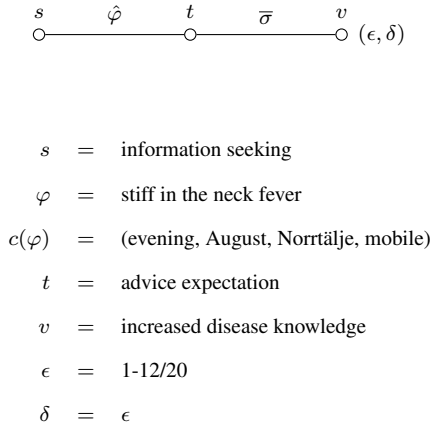 s φ̂ t σ̅ v (ϵ, δ)
s = information seeking
φ = stiff in the neck fever
c(φ) = (evening, August, Norrtälje, mobile)
t = advice expectation
v = increased disease knowledge
ϵ = 1-12/20
δ = ϵ